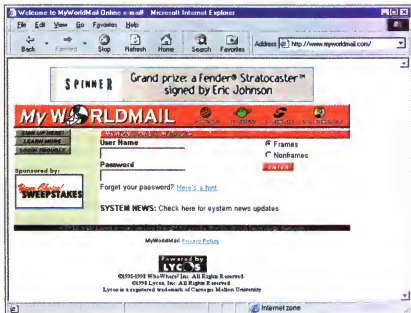 Welcome to MyWorldMail Online e-mail! Microsoft Internet Explorer
File Edit View Go Favorites Help
Back Forward Stop Refresh Home Search Favorites Address http://www.myworldmail.com/
SPINNER
Grand prize: a Fender® Stratocaster™
signed by Eric Johnson
My WORLDMAIL
SIGN UP HERE!
LEARN MORE
LOGIN TROUBLE
Sponsored by:
Your Choice!
SWEEPSTAKES
User Name
Frames
Nonframes
Password
ENTER
Forget your password? Here's a hint
SYSTEM NEWS: Check here for system news updates
MyWorldMail Privacy Policy
Powered by
LYCOS
©1995-1998 WhoWhere? Inc. All Rights Reserved.
©1998 Lycos, Inc. All Rights Reserved.
Lycos is a registered trademark of Carnegie Mellon University
Internet zone